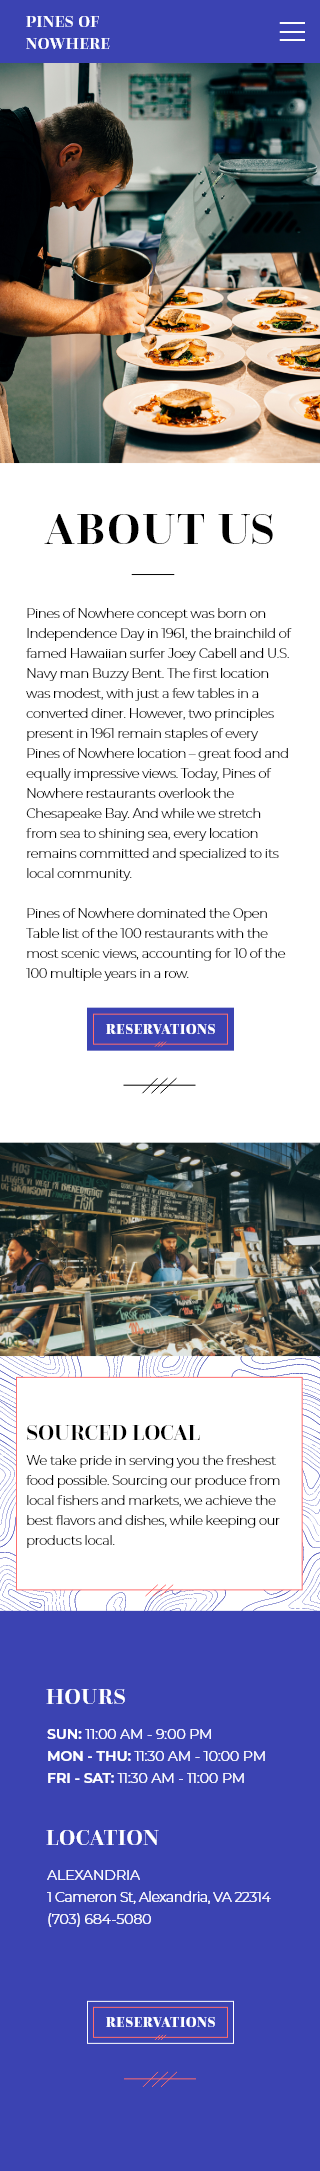 PINES OF
NOWHERE
ABOUT US
Pines of Nowhere concept was born on
Independence Day in 1961, the brainchild of
famed Hawaiian surfer Joey Cabell and U.S.
Navy man Buzzy Bent. The first location
was modest, with just a few tables in a
converted diner. However, two principles
present in 1961 remain staples of every
Pines of Nowhere location – great food and
equally impressive views. Today, Pines of
Nowhere restaurants overlook the
Chesapeake Bay. And while we stretch
from sea to shining sea, every location
remains committed and specialized to its
local community.
Pines of Nowhere dominated the Open
Table list of the 100 restaurants with the
most scenic views, accounting for 10 of the
100 multiple years in a row.
RESERVATIONS
SOURCED LOCAL
We take pride in serving you the freshest
food possible. Sourcing our produce from
local fishers and markets, we achieve the
best flavors and dishes, while keeping our
products local.
HOURS
SUN: 11:00 AM - 9:00 PM
MON - THU: 11:30 AM - 10:00 PM
FRI - SAT: 11:30 AM - 11:00 PM
LOCATION
ALEXANDRIA
1 Cameron St, Alexandria, VA 22314
(703) 684-5080
RESERVATIONS